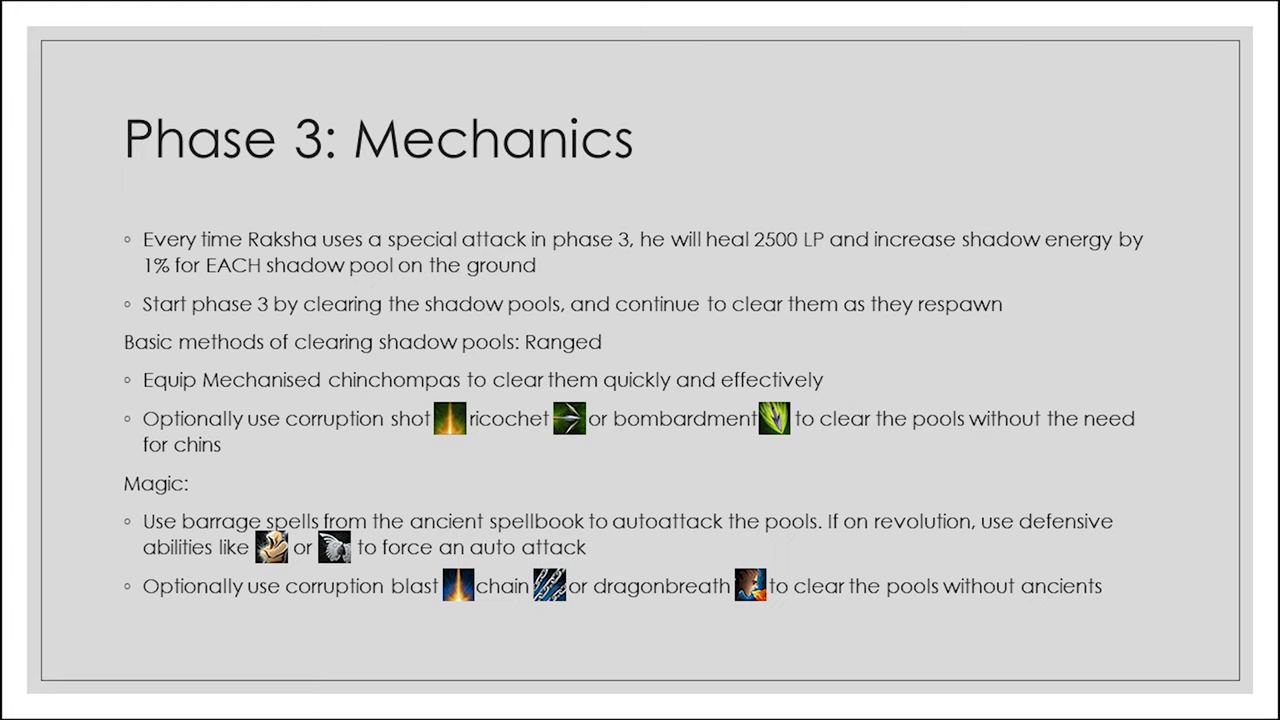 Phase 3: Mechanics
◦ Every time Raksha uses a special attack in phase 3, he will heal 2500 LP and increase shadow energy by
1% for EACH shadow pool on the ground
◦ Start phase 3 by clearing the shadow pools, and continue to clear them as they respawn
Basic methods of clearing shadow pools: Ranged
◦ Equip Mechanised chinchompas to clear them quickly and effectively
◦ Optionally use corruption shot ricochet or bombardment to clear the pools without the need
for chins
Magic:
◦ Use barrage spells from the ancient spellbook to autoattack the pools. If on revolution, use defensive
abilities like or to force an auto attack
◦ Optionally use corruption blast chain or dragonbreath to clear the pools without ancients